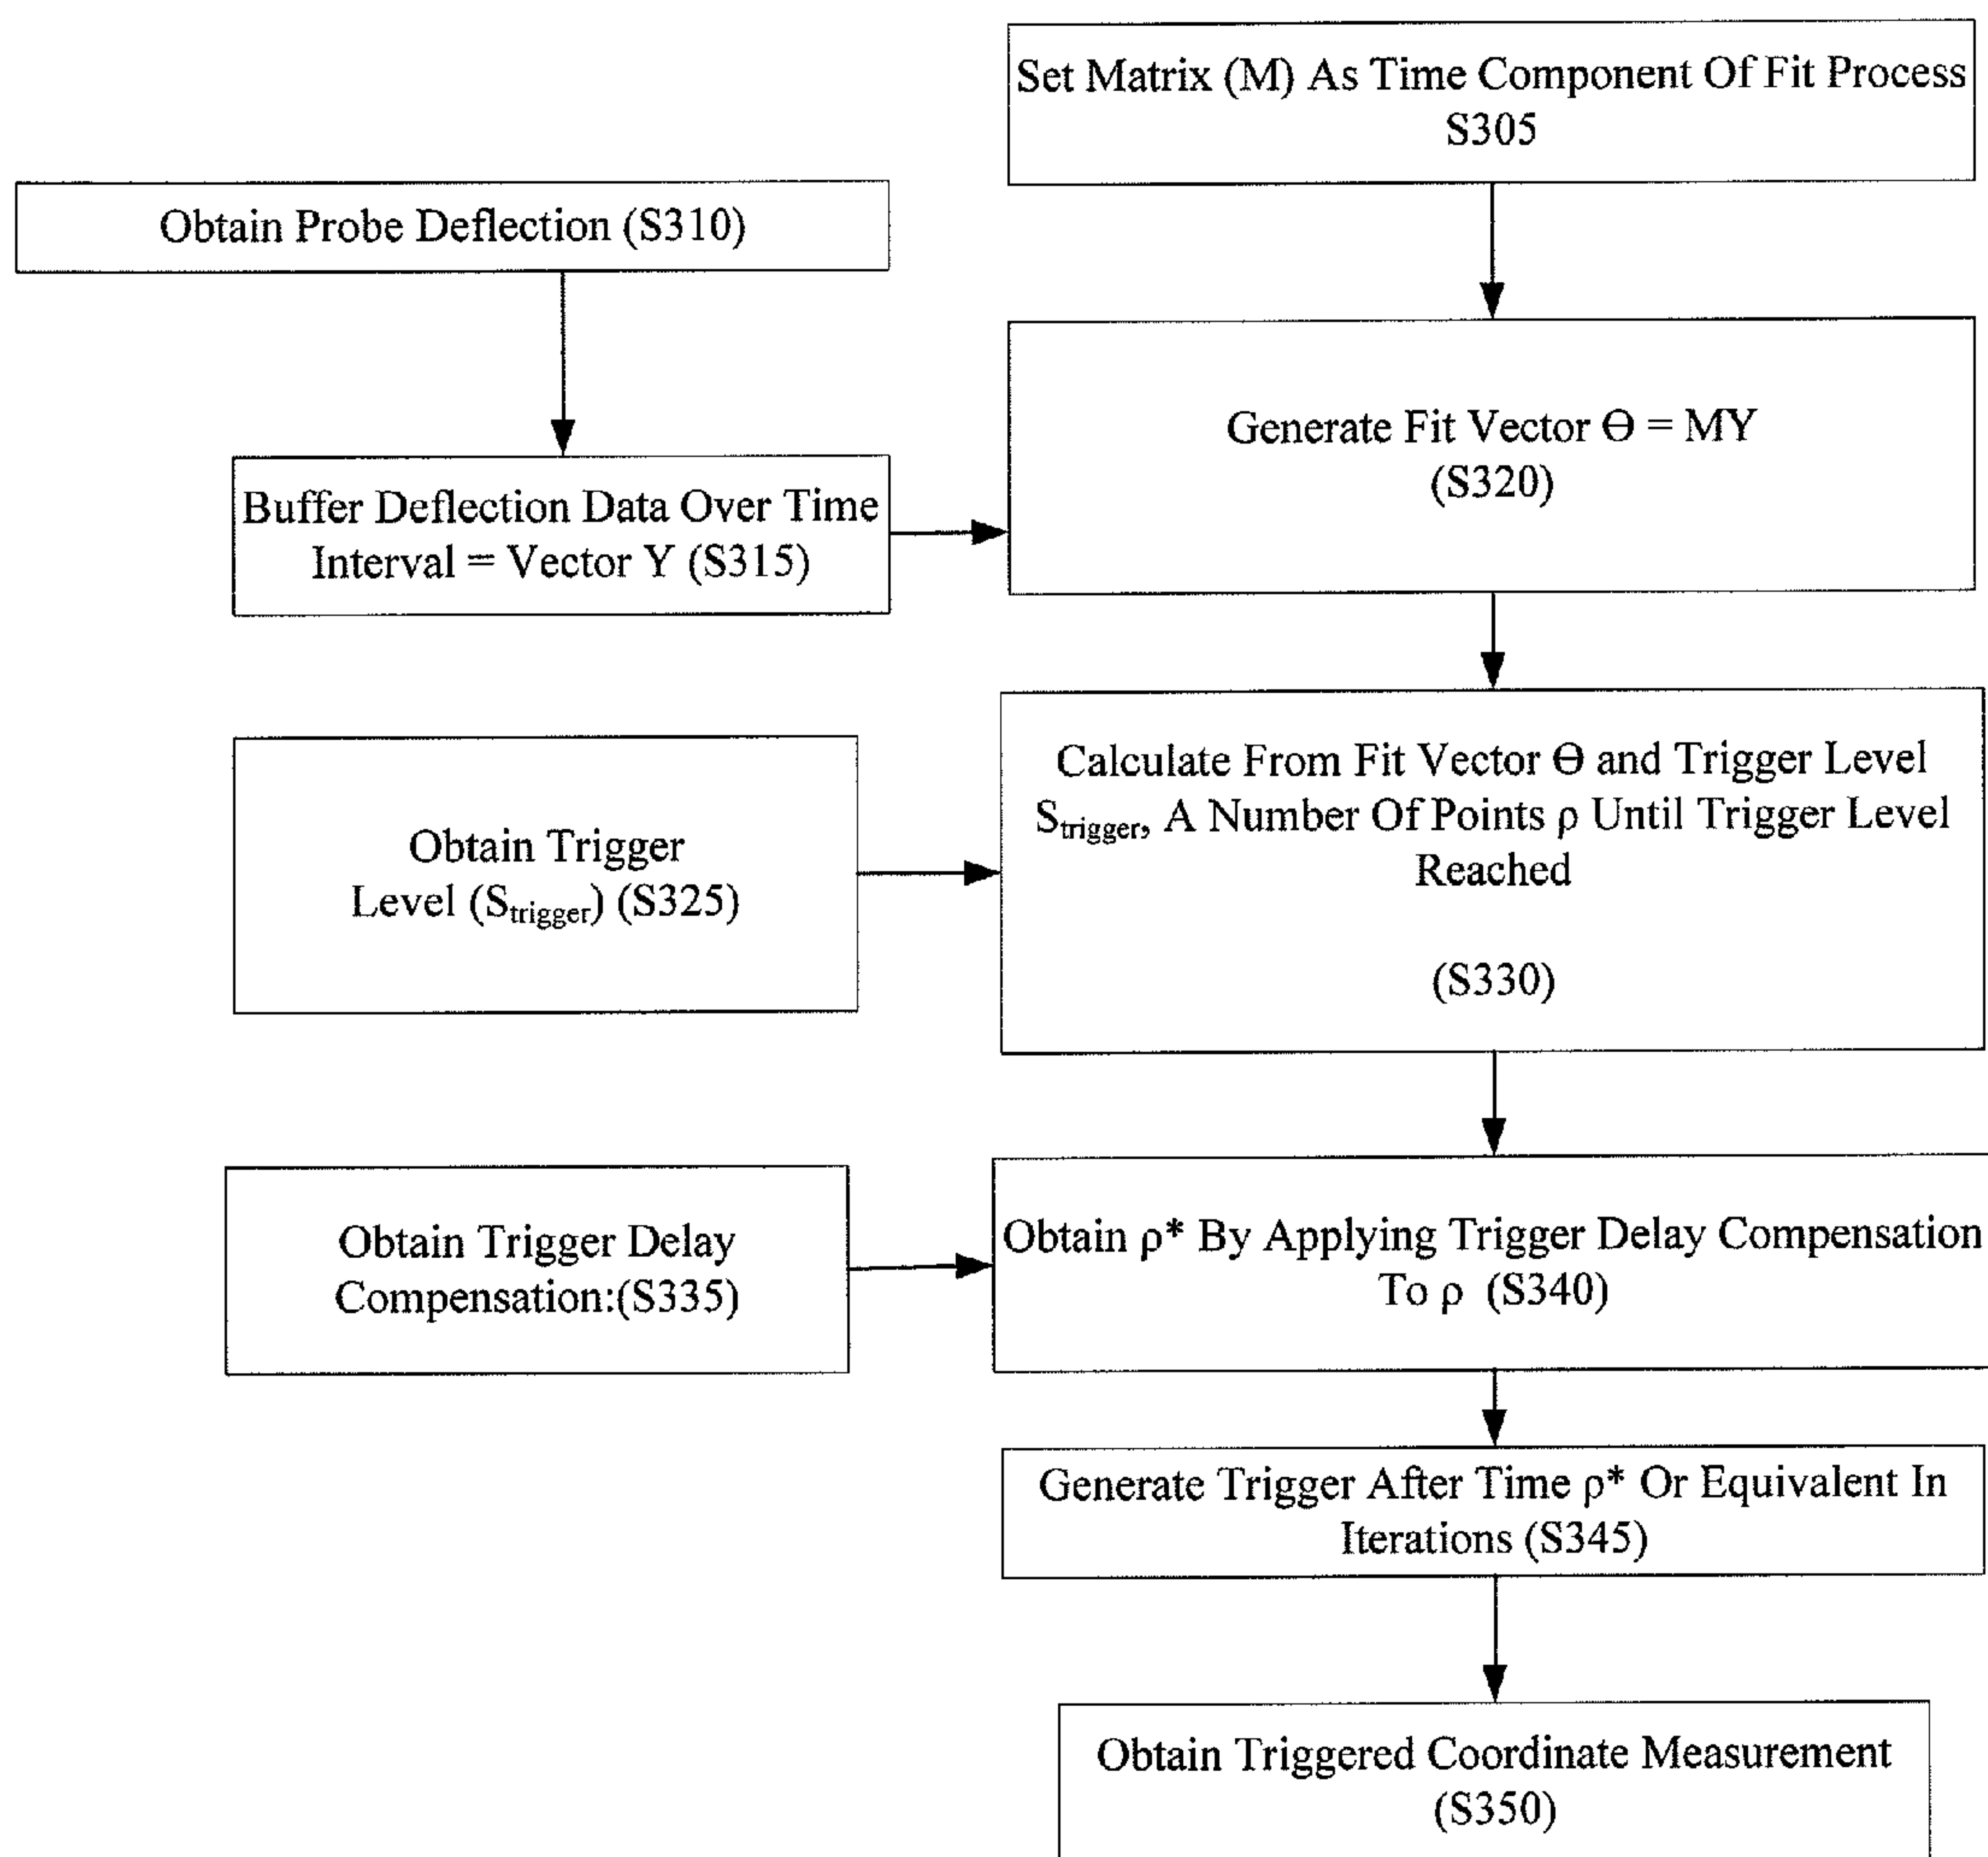 Set Matrix (M) As Time Component Of Fit Process
S305
Obtain Probe Deflection (S310)
Generate Fit Vector Θ = MY
(S320)
Buffer Deflection Data Over Time
Interval = Vector Y (S315)
Calculate From Fit Vector Θ and Trigger Level
Strigger, A Number Of Points ρ Until Trigger Level
Reached
(S330)
Obtain Trigger
Level (Strigger) (S325)
Obtain Trigger Delay
Compensation:(S335)
Obtain ρ* By Applying Trigger Delay Compensation
To ρ (S340)
Generate Trigger After Time ρ* Or Equivalent In
Iterations (S345)
Obtain Triggered Coordinate Measurement
(S350)